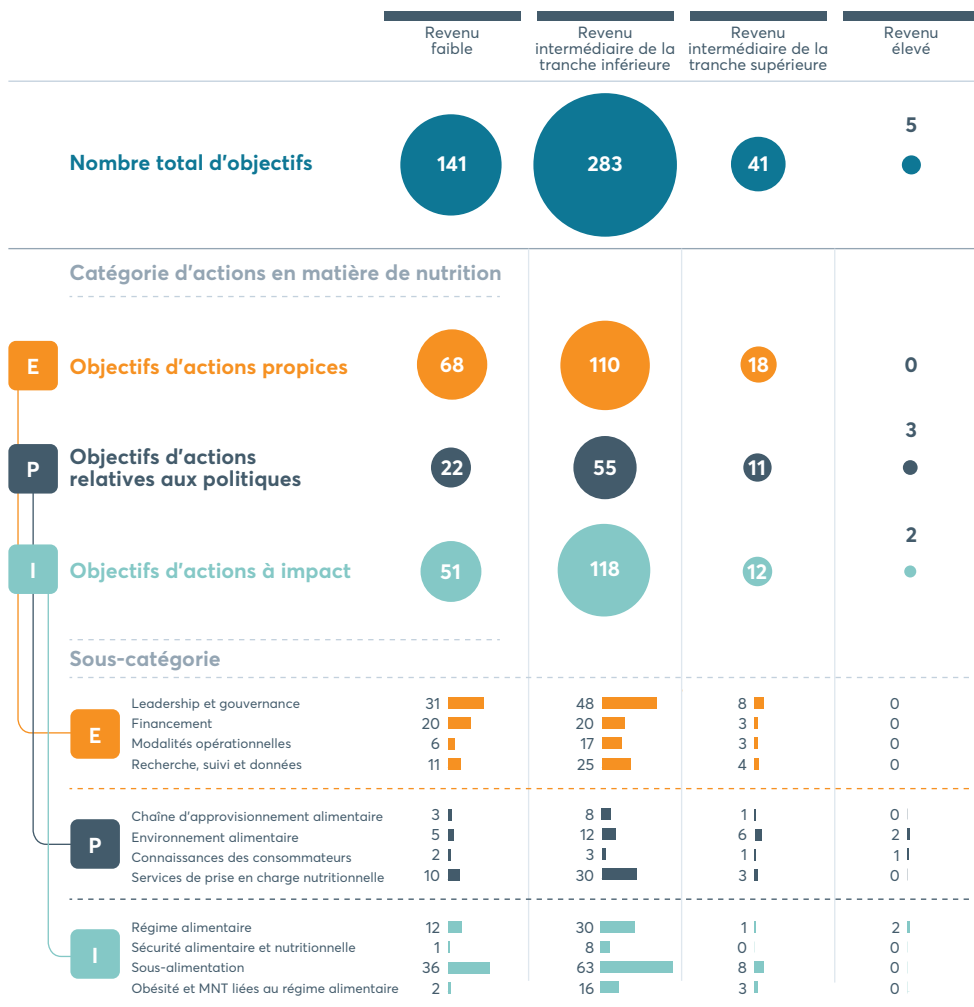 Revenu
faible
Revenu
intermédiaire de la
tranche inférieure
Revenu
intermédiaire de la
tranche supérieure
Revenu
élevé
Nombre total d'objectifs
141
283
41
5
Catégorie d'actions en matière de nutrition
E
Objectifs d'actions propices
68
110
18
0
P
Objectifs d'actions
relatives aux politiques
22
55
11
3
I
Objectifs d'actions à impact
51
118
12
2
Sous-catégorie
E
Leadership et gouvernance 31 48 8 0
Financement 20 20 3 0
Modalités opérationnelles 6 17 3 0
Recherche, suivi et données 11 25 4 0
P
Chaîne d'approvisionnement alimentaire 3 8 1 0
Environnement alimentaire 5 12 6 2
Connaissances des consommateurs 2 3 1 1
Services de prise en charge nutritionnelle 10 30 3 0
I
Régime alimentaire 12 30 1 2
Sécurité alimentaire et nutritionnelle 1 8 0 0
Sous-alimentation 36 63 8 0
Obésité et MNT liées au régime alimentaire 2 16 3 0